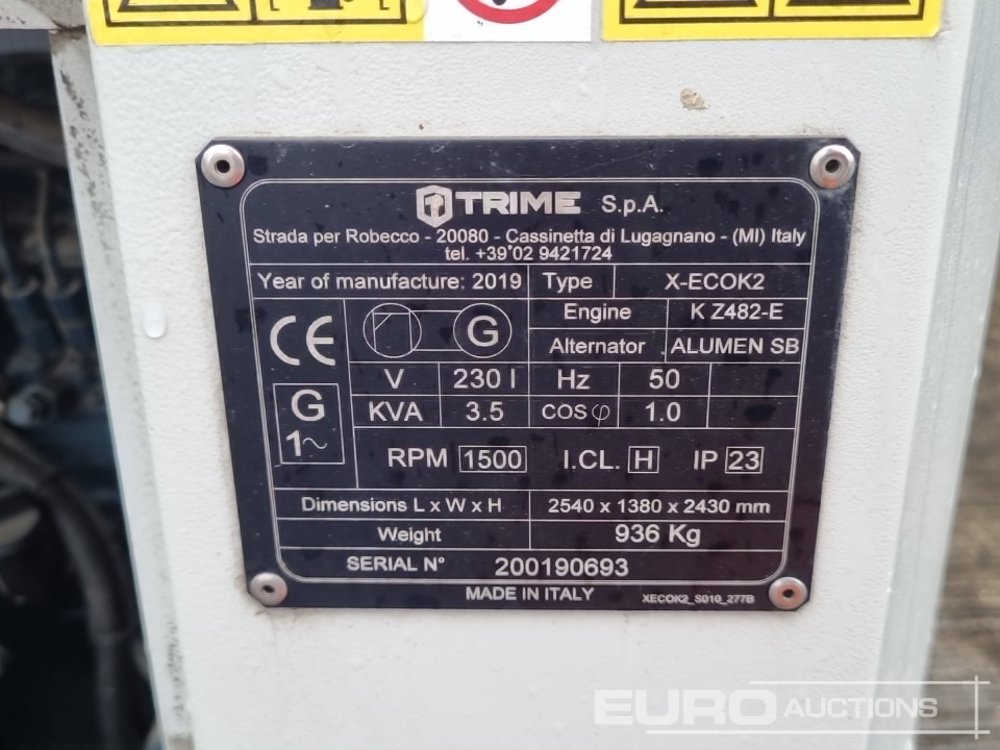 TRIME S.p.A.
Strada per Robecco - 20080 - Cassinetta di Lugagnano - (MI) Italy
tel. +39°02 9421724
Year of manufacture: 2019 Type X-ECOK2
CE G Engine K Z482-E
Alternator ALUMEN SB
V 230 I Hz 50
G 1~ KVA 3.5 COS φ 1.0
RPM 1500 I.CL. H IP 23
Dimensions L x W x H 2540 x 1380 x 2430 mm
Weight 936 Kg
SERIAL N° 200190693
MADE IN ITALY XECOK2_S010_277B
EURO AUCTIONS